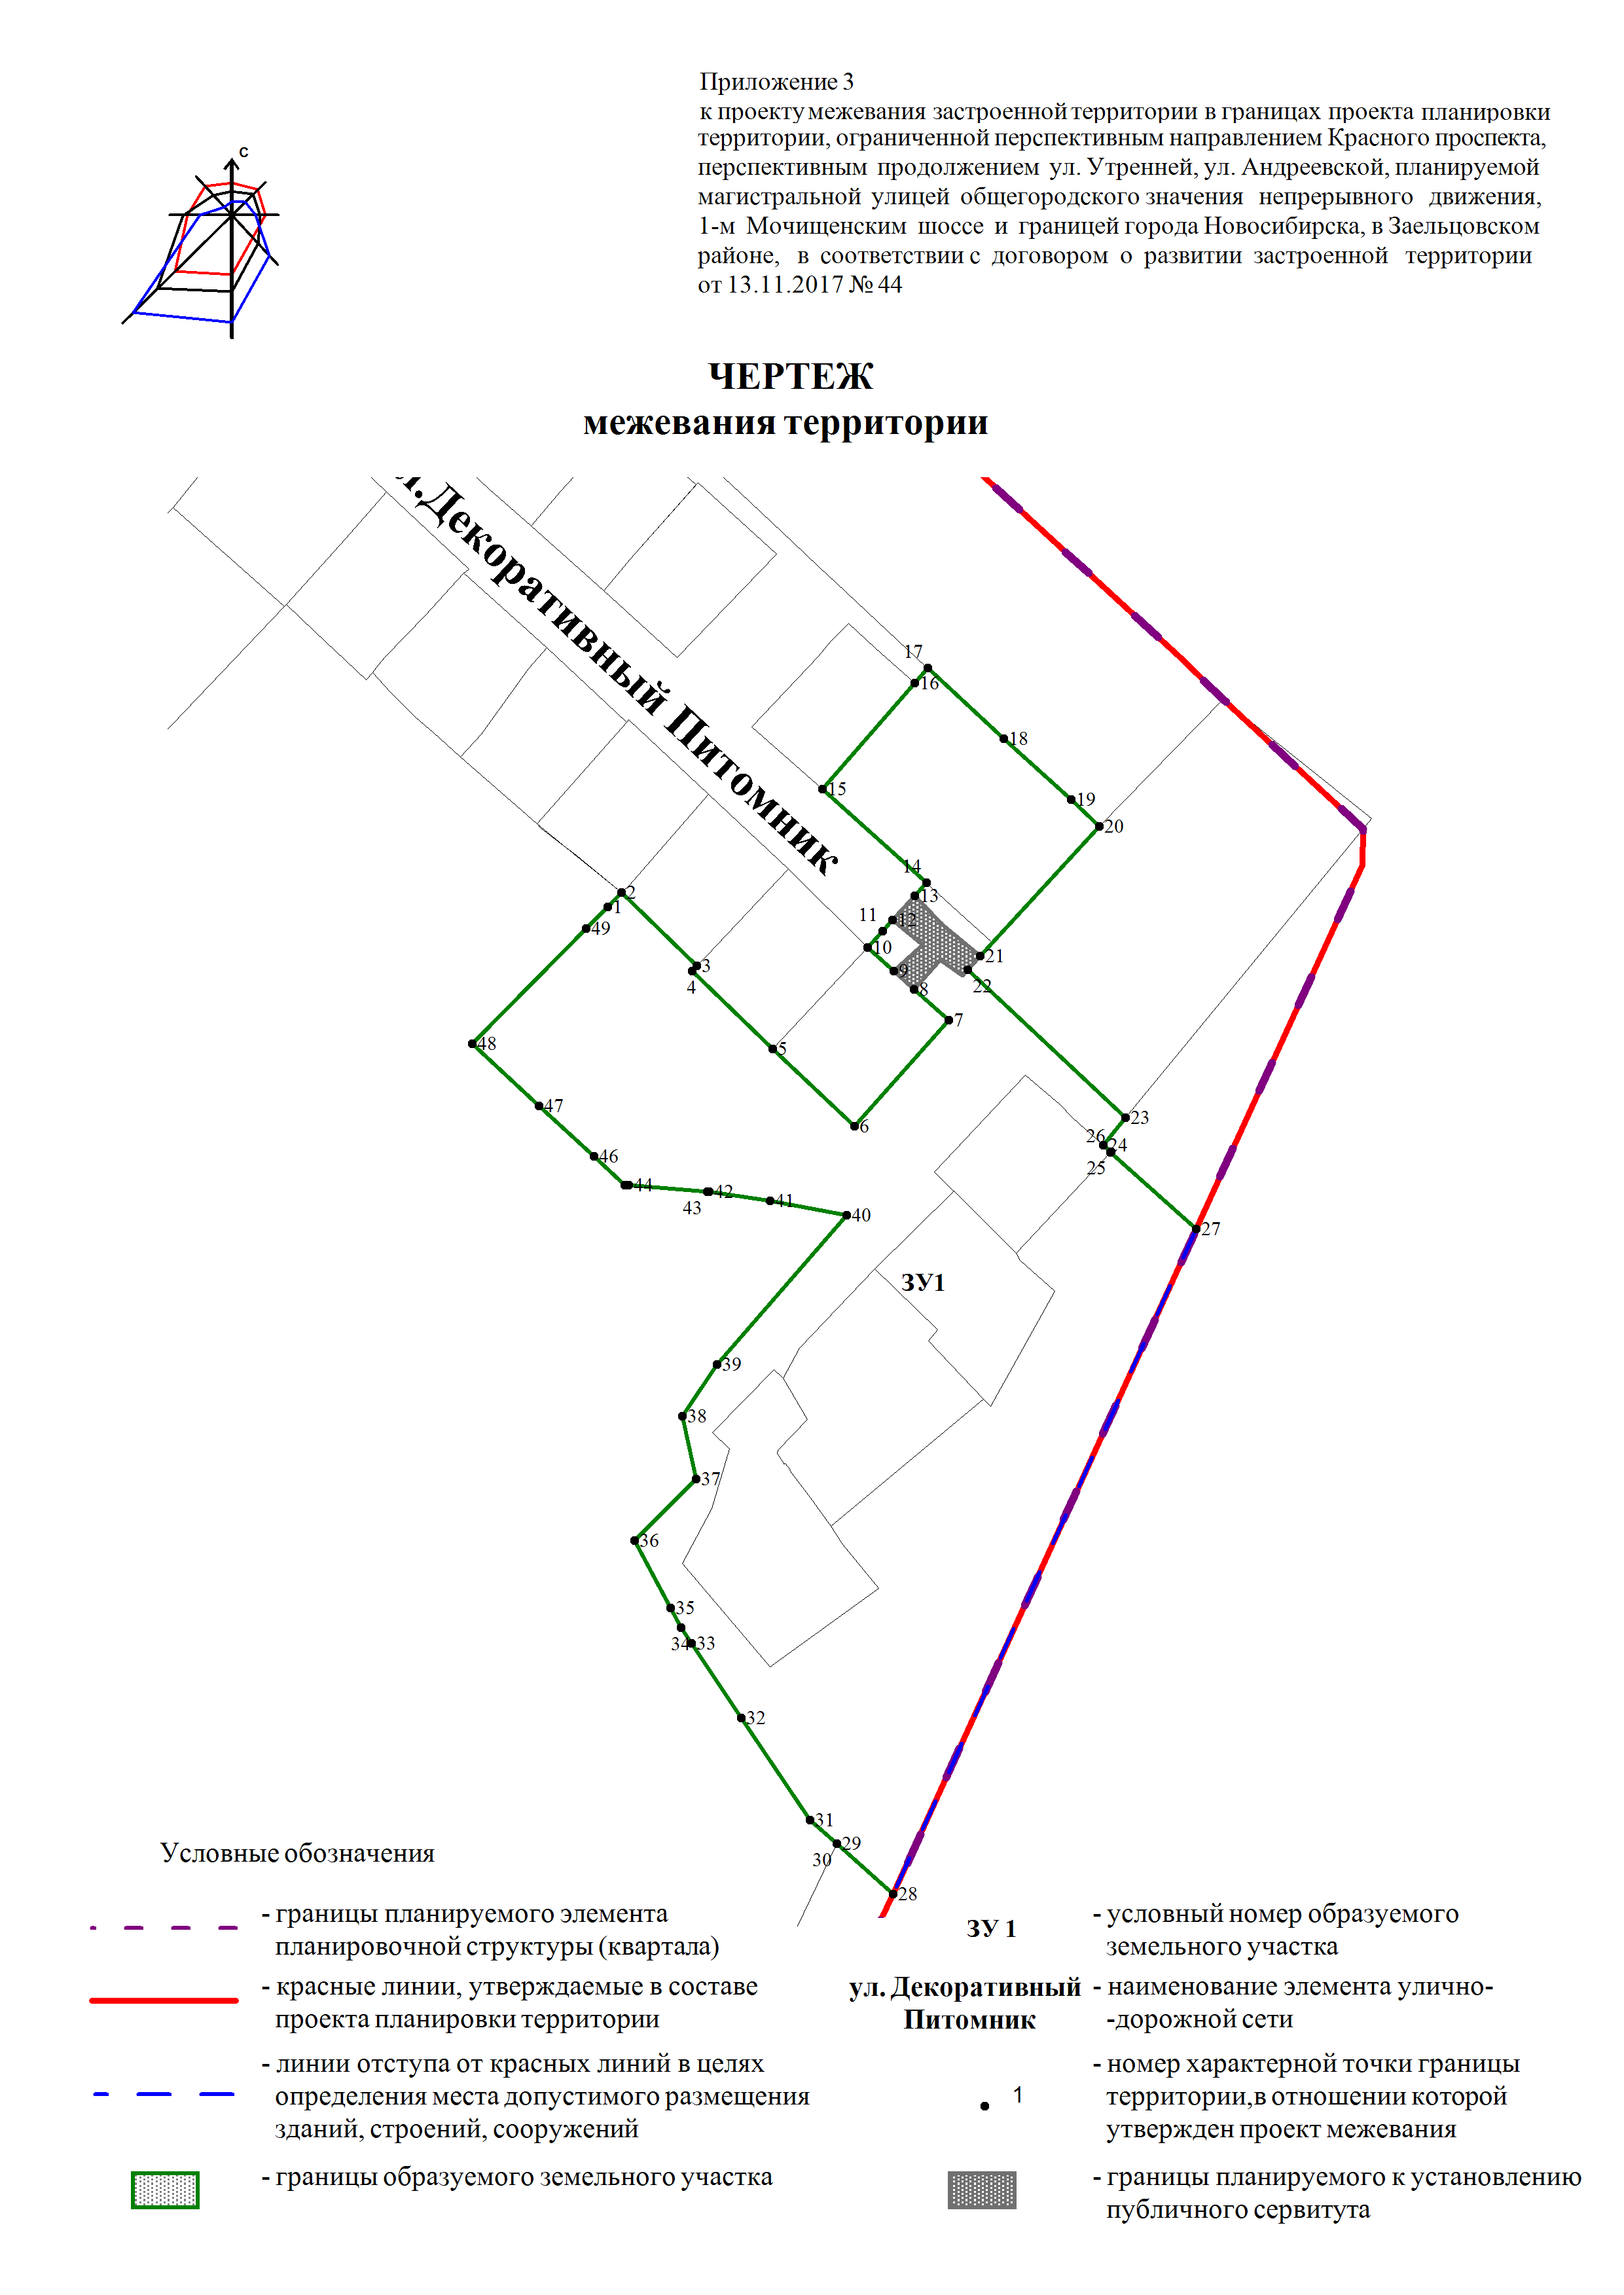 Приложение 3
к проекту межевания застроенной территории в границах проекта планировки
территории, ограниченной перспективным направлением Красного проспекта,
перспективным продолжением ул. Утренней, ул. Андреевской, планируемой
магистральной улицей общегородского значения непрерывного движения,
1-м Мочищенским шоссе и границей города Новосибирска, в Заельцовском
районе, в соответствии с договором о развитии застроенной территории
от 13.11.2017 № 44
С
ЧЕРТЕЖ
межевания территории
л.Декоративный Питомник
17
16
18
15
19
20
14
13
2
1
11
12
49
10
21
3
9
4
22
8
7
48
5
47
23
6
26
24
46
25
44
42
43
41
40
27
ЗУ1
39
38
37
36
35
34
33
32
31
29
30
28
Условные обозначения
- границы планируемого элемента
планировочной структуры (квартала)
- красные линии, утверждаемые в составе
проекта планировки территории
- линии отступа от красных линий в целях
определения места допустимого размещения
зданий, строений, сооружений
- границы образуемого земельного участка
ЗУ 1
- условный номер образуемого
земельного участка
ул. Декоративный
Питомник
- наименование элемента улично-
-дорожной сети
1
- номер характерной точки границы
территории,в отношении которой
утвержден проект межевания
- границы планируемого к установлению
публичного сервитута